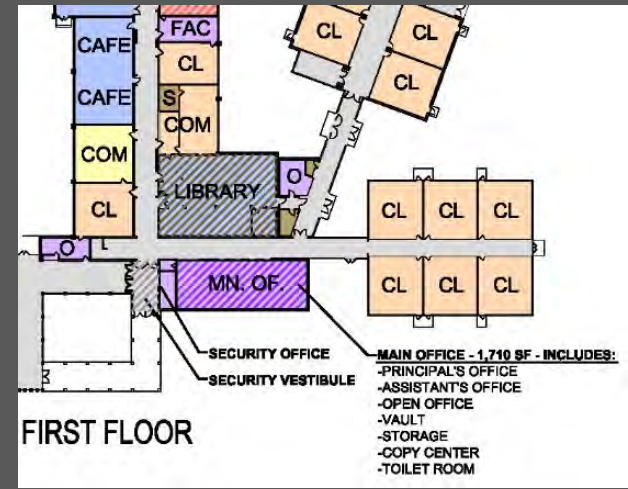 FAC
CL
CL
CAFE
CL
CL
CAFE
S
COM
COM
LIBRARY
O
CL
CL
CL
CL
O
L
MN. OF.
CL
CL
CL
SECURITY OFFICE
SECURITY VESTIBULE
MAIN OFFICE - 1,710 SF - INCLUDES:
-PRINCIPAL'S OFFICE
-ASSISTANT'S OFFICE
-OPEN OFFICE
-VAULT
-STORAGE
-COPY CENTER
-TOILET ROOM
FIRST FLOOR